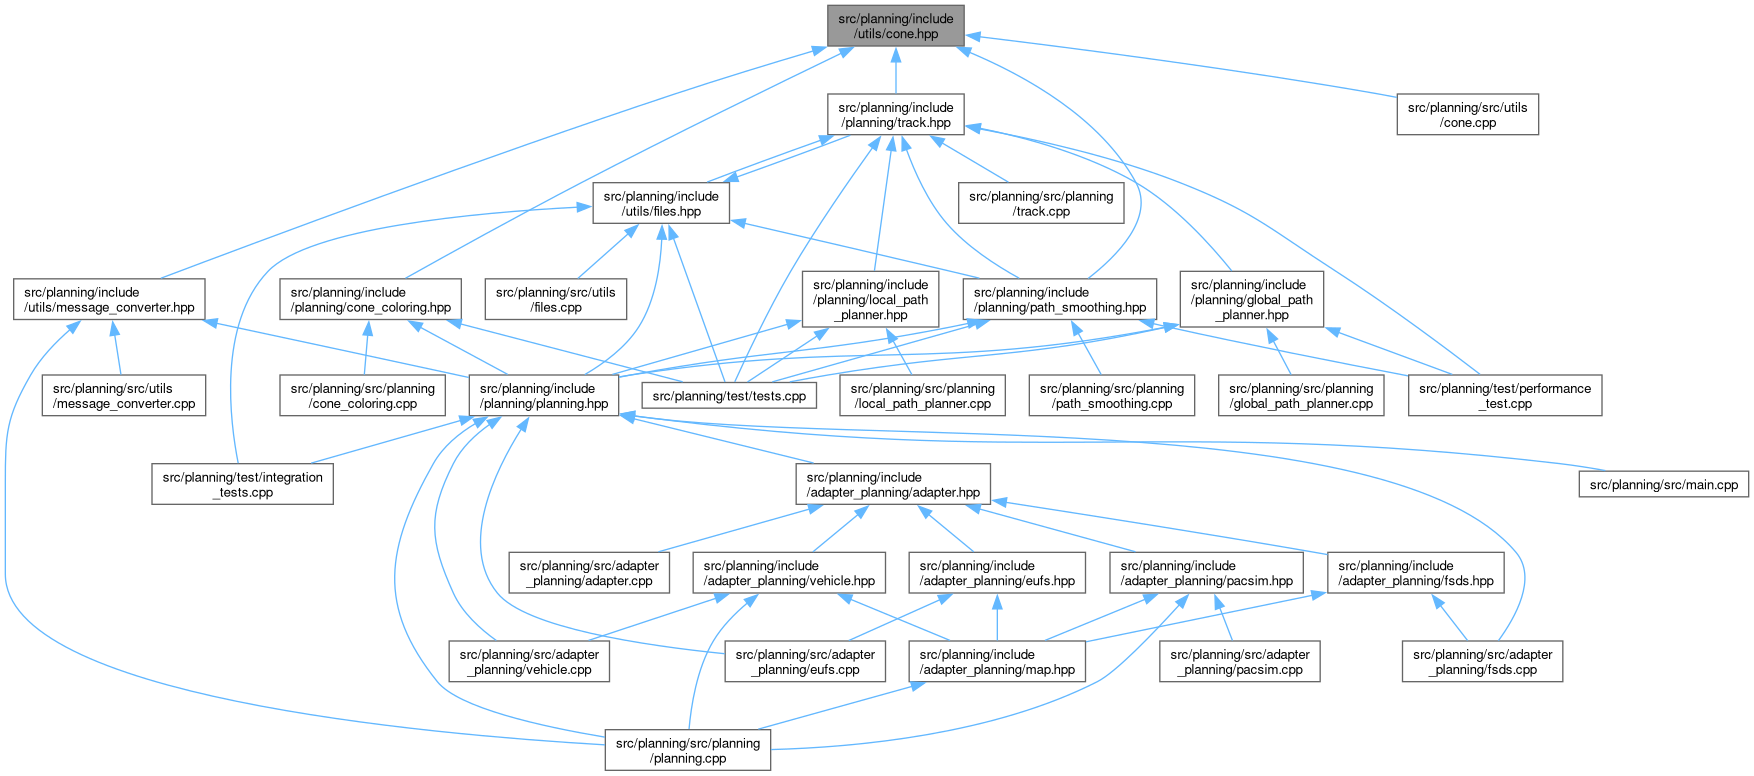 src/planning/include
/utils/cone.hpp
src/planning/include
/planning/track.hpp
src/planning/src/utils
/cone.cpp
src/planning/include
/utils/files.hpp
src/planning/src/planning
/track.cpp
src/planning/include
/utils/message_converter.hpp
src/planning/include
/planning/cone_coloring.hpp
src/planning/src/utils
/files.cpp
src/planning/include
/planning/local_path
_planner.hpp
src/planning/include
/planning/path_smoothing.hpp
src/planning/include
/planning/global_path
_planner.hpp
src/planning/src/utils
/message_converter.cpp
src/planning/src/planning
/cone_coloring.cpp
src/planning/include
/planning/planning.hpp
src/planning/test/tests.cpp
src/planning/src/planning
/local_path_planner.cpp
src/planning/src/planning
/path_smoothing.cpp
src/planning/src/planning
/global_path_planner.cpp
src/planning/test/performance
_test.cpp
src/planning/test/integration
_tests.cpp
src/planning/include
/adapter_planning/adapter.hpp
src/planning/src/main.cpp
src/planning/src/adapter
_planning/adapter.cpp
src/planning/include
/adapter_planning/vehicle.hpp
src/planning/include
/adapter_planning/eufs.hpp
src/planning/include
/adapter_planning/pacsim.hpp
src/planning/include
/adapter_planning/fsds.hpp
src/planning/src/adapter
_planning/vehicle.cpp
src/planning/src/adapter
_planning/eufs.cpp
src/planning/include
/adapter_planning/map.hpp
src/planning/src/adapter
_planning/pacsim.cpp
src/planning/src/adapter
_planning/fsds.cpp
src/planning/src/planning
/planning.cpp